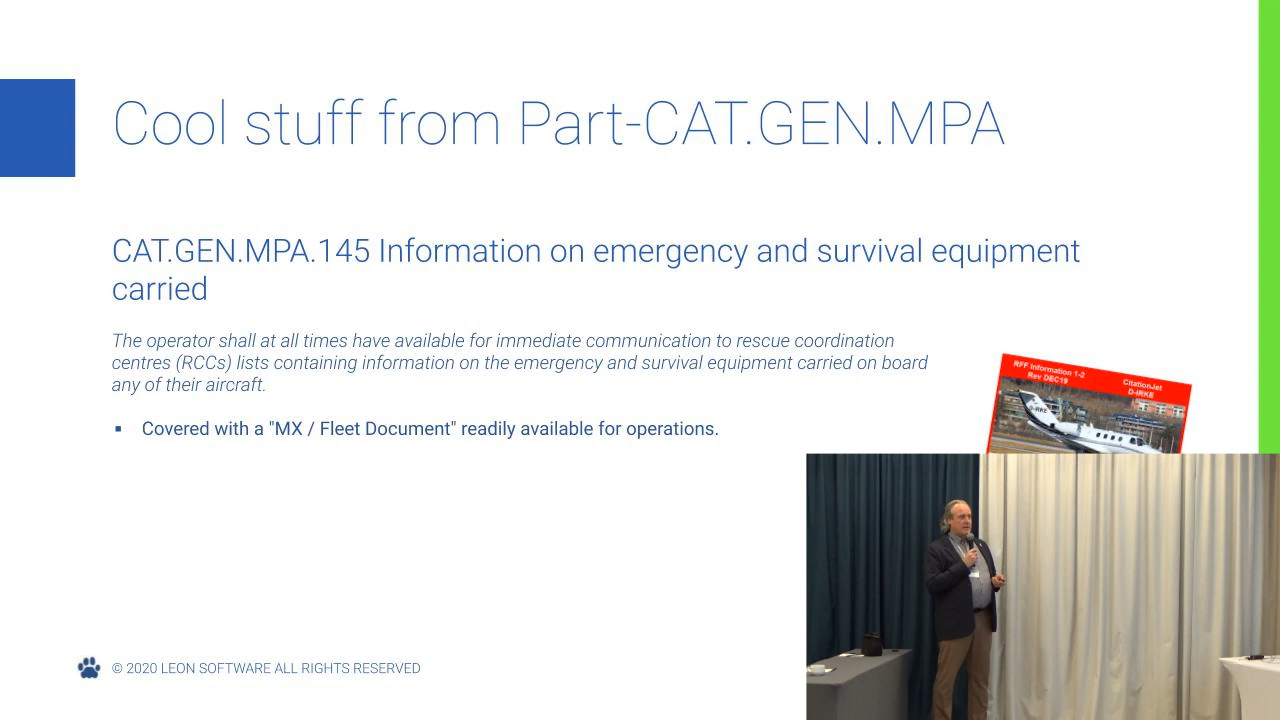 Cool stuff from Part-CAT.GEN.MPA
CAT.GEN.MPA.145 Information on emergency and survival equipment
carried
The operator shall at all times have available for immediate communication to rescue coordination
centres (RCCs) lists containing information on the emergency and survival equipment carried on board
any of their aircraft.
▪ Covered with a "MX / Fleet Document" readily available for operations.
RFF Information 1-2
Rev DEC19
CitationJet
D-IRKE
D-IRKE
© 2020 LEON SOFTWARE ALL RIGHTS RESERVED